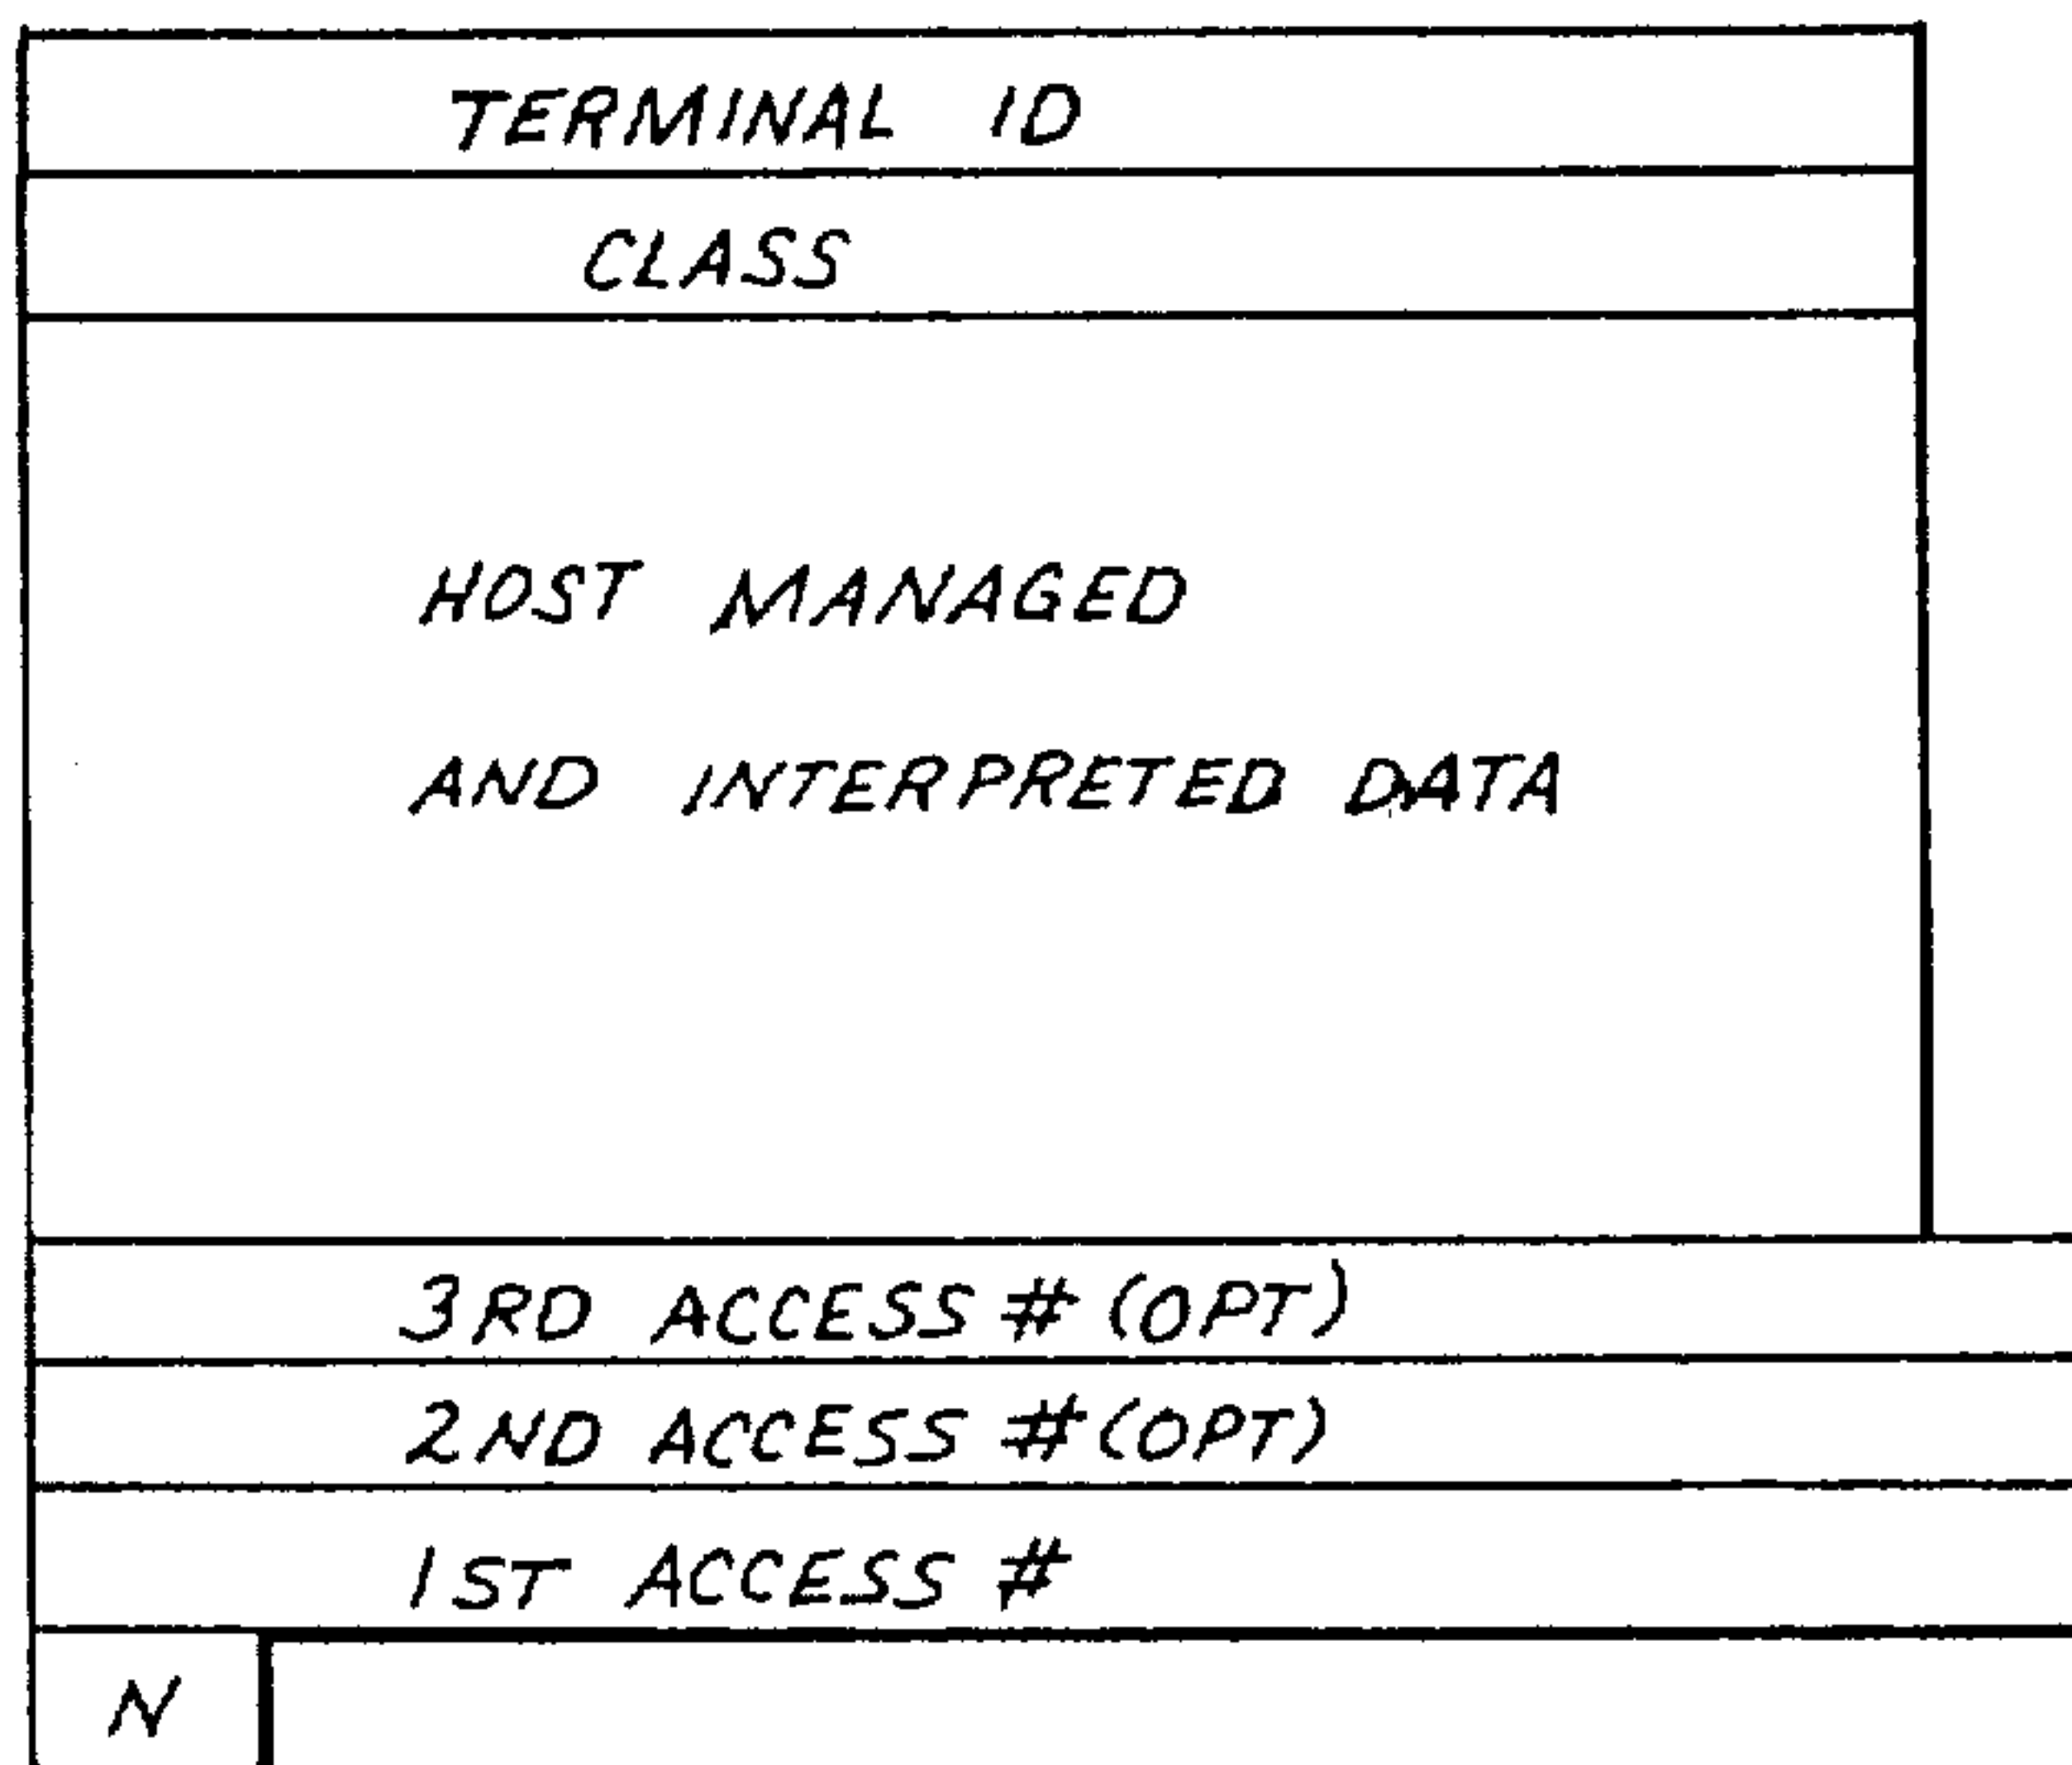 TERMINAL ID
CLASS
HOST MANAGED
AND INTERPRETED DATA
3RD ACCESS # (OPT)
2ND ACCESS # (OPT)
1ST ACCESS #
N